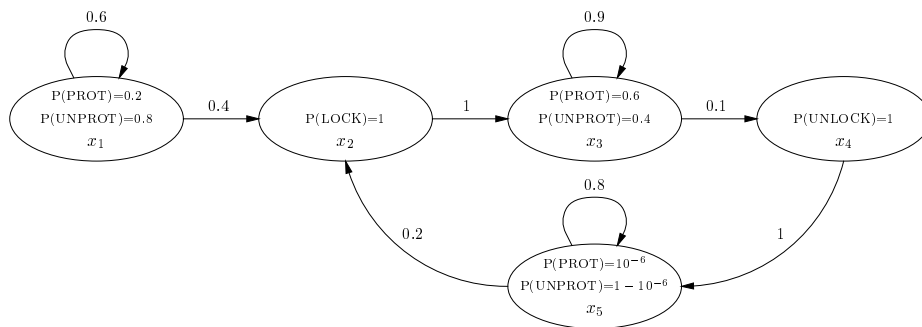 0.6
0.9
P(PROT)=0.2
P(UNPROT)=0.8
x₁
0.4
P(LOCK)=1
x₂
1
P(PROT)=0.6
P(UNPROT)=0.4
x₃
0.1
P(UNLOCK)=1
x₄
0.8
0.2
1
P(PROT)=10⁻⁶
P(UNPROT)=1 − 10⁻⁶
x₅